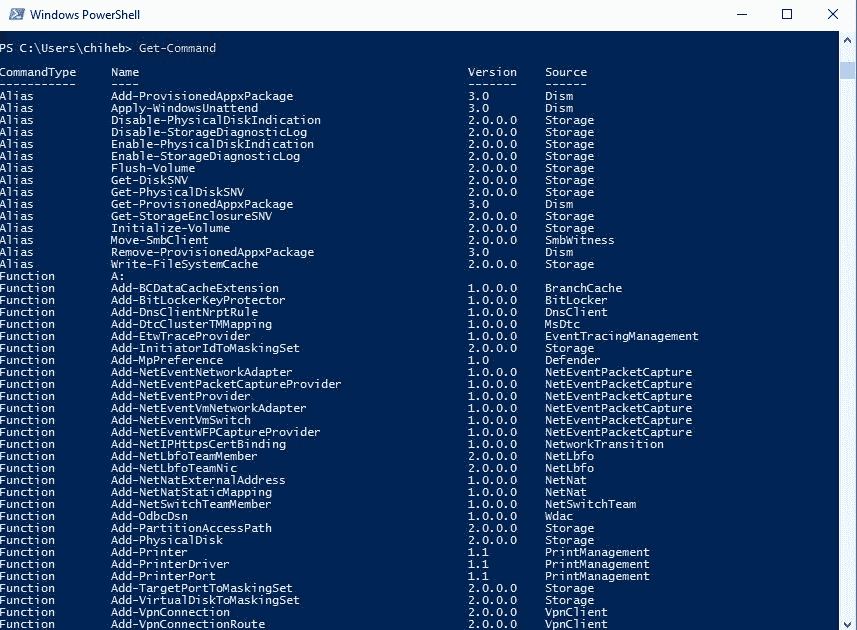 Windows PowerShell
PS C:\Users\chiheb> Get-Command
CommandType Name Version Source
----------- ---- ------- ------
Alias Add-ProvisionedAppxPackage 3.0 Dism
Alias Apply-WindowsUnattend 3.0 Dism
Alias Disable-PhysicalDiskIndication 2.0.0.0 Storage
Alias Disable-StorageDiagnosticLog 2.0.0.0 Storage
Alias Enable-PhysicalDiskIndication 2.0.0.0 Storage
Alias Enable-StorageDiagnosticLog 2.0.0.0 Storage
Alias Flush-Volume 2.0.0.0 Storage
Alias Get-DiskSNV 2.0.0.0 Storage
Alias Get-PhysicalDiskSNV 2.0.0.0 Storage
Alias Get-ProvisionedAppxPackage 3.0 Dism
Alias Get-StorageEnclosureSNV 2.0.0.0 Storage
Alias Initialize-Volume 2.0.0.0 Storage
Alias Move-SmbClient 2.0.0.0 SmbWitness
Alias Remove-ProvisionedAppxPackage 3.0 Dism
Alias Write-FileSystemCache 2.0.0.0 Storage
Function A:
Function Add-BCDataCacheExtension 1.0.0.0 BranchCache
Function Add-BitLockerKeyProtector 1.0.0.0 BitLocker
Function Add-DnsClientNrptRule 1.0.0.0 DnsClient
Function Add-DtcClusterTMMapping 1.0.0.0 MsDtc
Function Add-EtwTraceProvider 1.0.0.0 EventTracingManagement
Function Add-InitiatorIdToMaskingSet 2.0.0.0 Storage
Function Add-MpPreference 1.0 Defender
Function Add-NetEventNetworkAdapter 1.0.0.0 NetEventPacketCapture
Function Add-NetEventPacketCaptureProvider 1.0.0.0 NetEventPacketCapture
Function Add-NetEventProvider 1.0.0.0 NetEventPacketCapture
Function Add-NetEventVmNetworkAdapter 1.0.0.0 NetEventPacketCapture
Function Add-NetEventVmSwitch 1.0.0.0 NetEventPacketCapture
Function Add-NetEventWFPCaptureProvider 1.0.0.0 NetEventPacketCapture
Function Add-NetIPHttpsCertBinding 1.0.0.0 NetworkTransition
Function Add-NetLbfoTeamMember 2.0.0.0 NetLbfo
Function Add-NetLbfoTeamNic 2.0.0.0 NetLbfo
Function Add-NetNatExternalAddress 1.0.0.0 NetNat
Function Add-NetNatStaticMapping 1.0.0.0 NetNat
Function Add-NetSwitchTeamMember 1.0.0.0 NetSwitchTeam
Function Add-OdbcDsn 1.0.0.0 Wdac
Function Add-PartitionAccessPath 2.0.0.0 Storage
Function Add-PhysicalDisk 2.0.0.0 Storage
Function Add-Printer 1.1 PrintManagement
Function Add-PrinterDriver 1.1 PrintManagement
Function Add-PrinterPort 1.1 PrintManagement
Function Add-TargetPortToMaskingSet 2.0.0.0 Storage
Function Add-VirtualDiskToMaskingSet 2.0.0.0 Storage
Function Add-VpnConnection 2.0.0.0 VpnClient
Function Add-VpnConnectionRoute 2.0.0.0 VpnClient